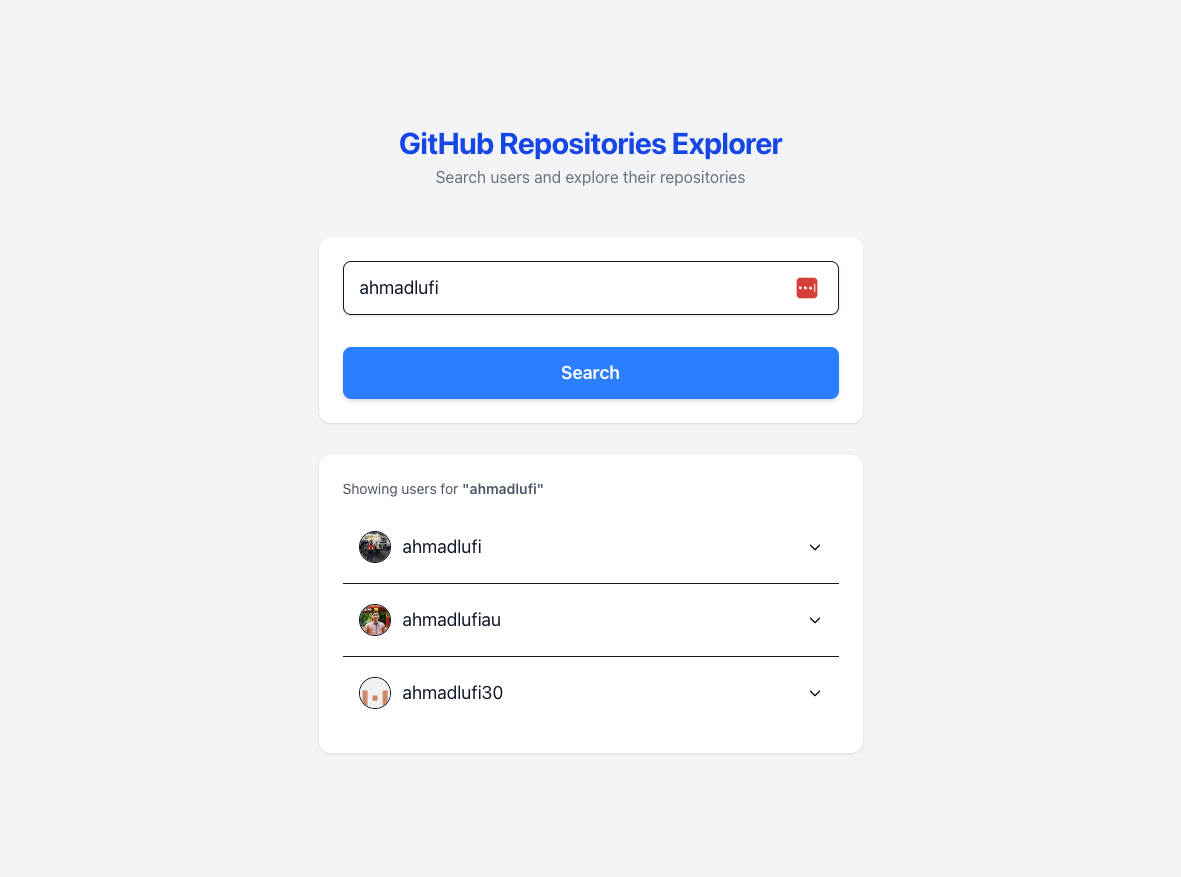 GitHub Repositories Explorer
Search users and explore their repositories
ahmadlufi
Search
Showing users for "ahmadlufi"
ahmadlufi
ahmadlufiau
ahmadlufi30